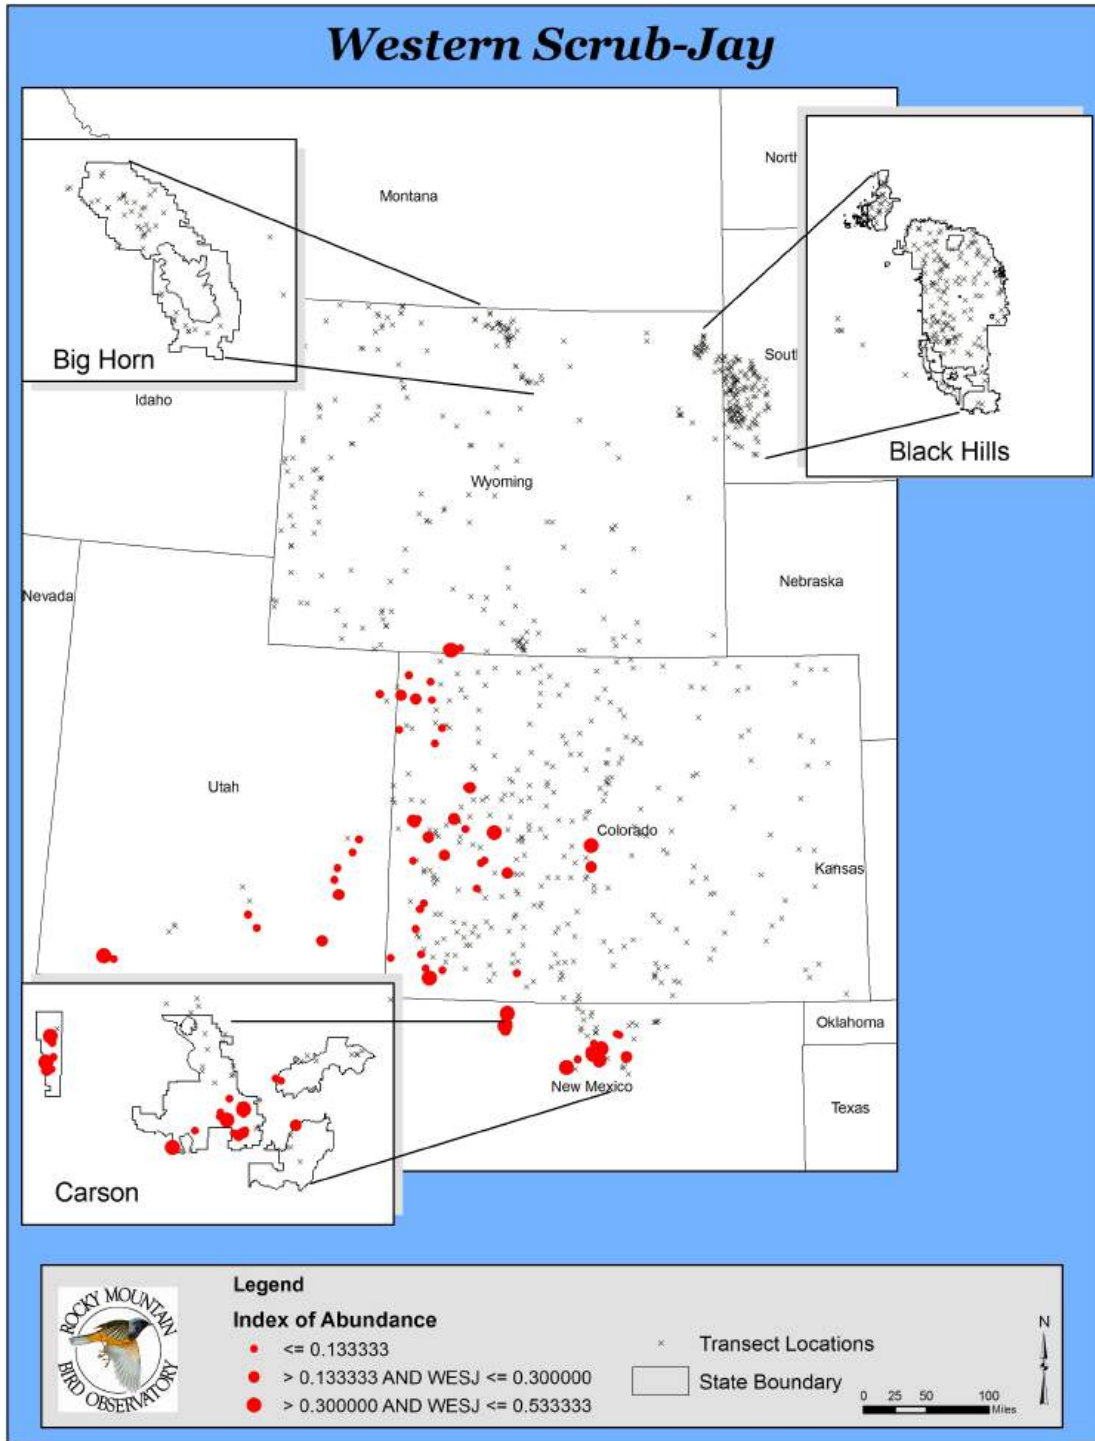 Western Scrub-Jay
North
Montana
Big Horn
South
Idaho
Black Hills
Wyoming
Nebraska
Nevada
Utah
Colorado
Kansas
Oklahoma
New Mexico
Texas
Carson
ROCKY MOUNTAIN
BIRD OBSERVATORY
Legend
Index of Abundance
<= 0.133333
> 0.133333 AND WESJ <= 0.300000
> 0.300000 AND WESJ <= 0.533333
Transect Locations
State Boundary
N
0 25 50 100
Miles